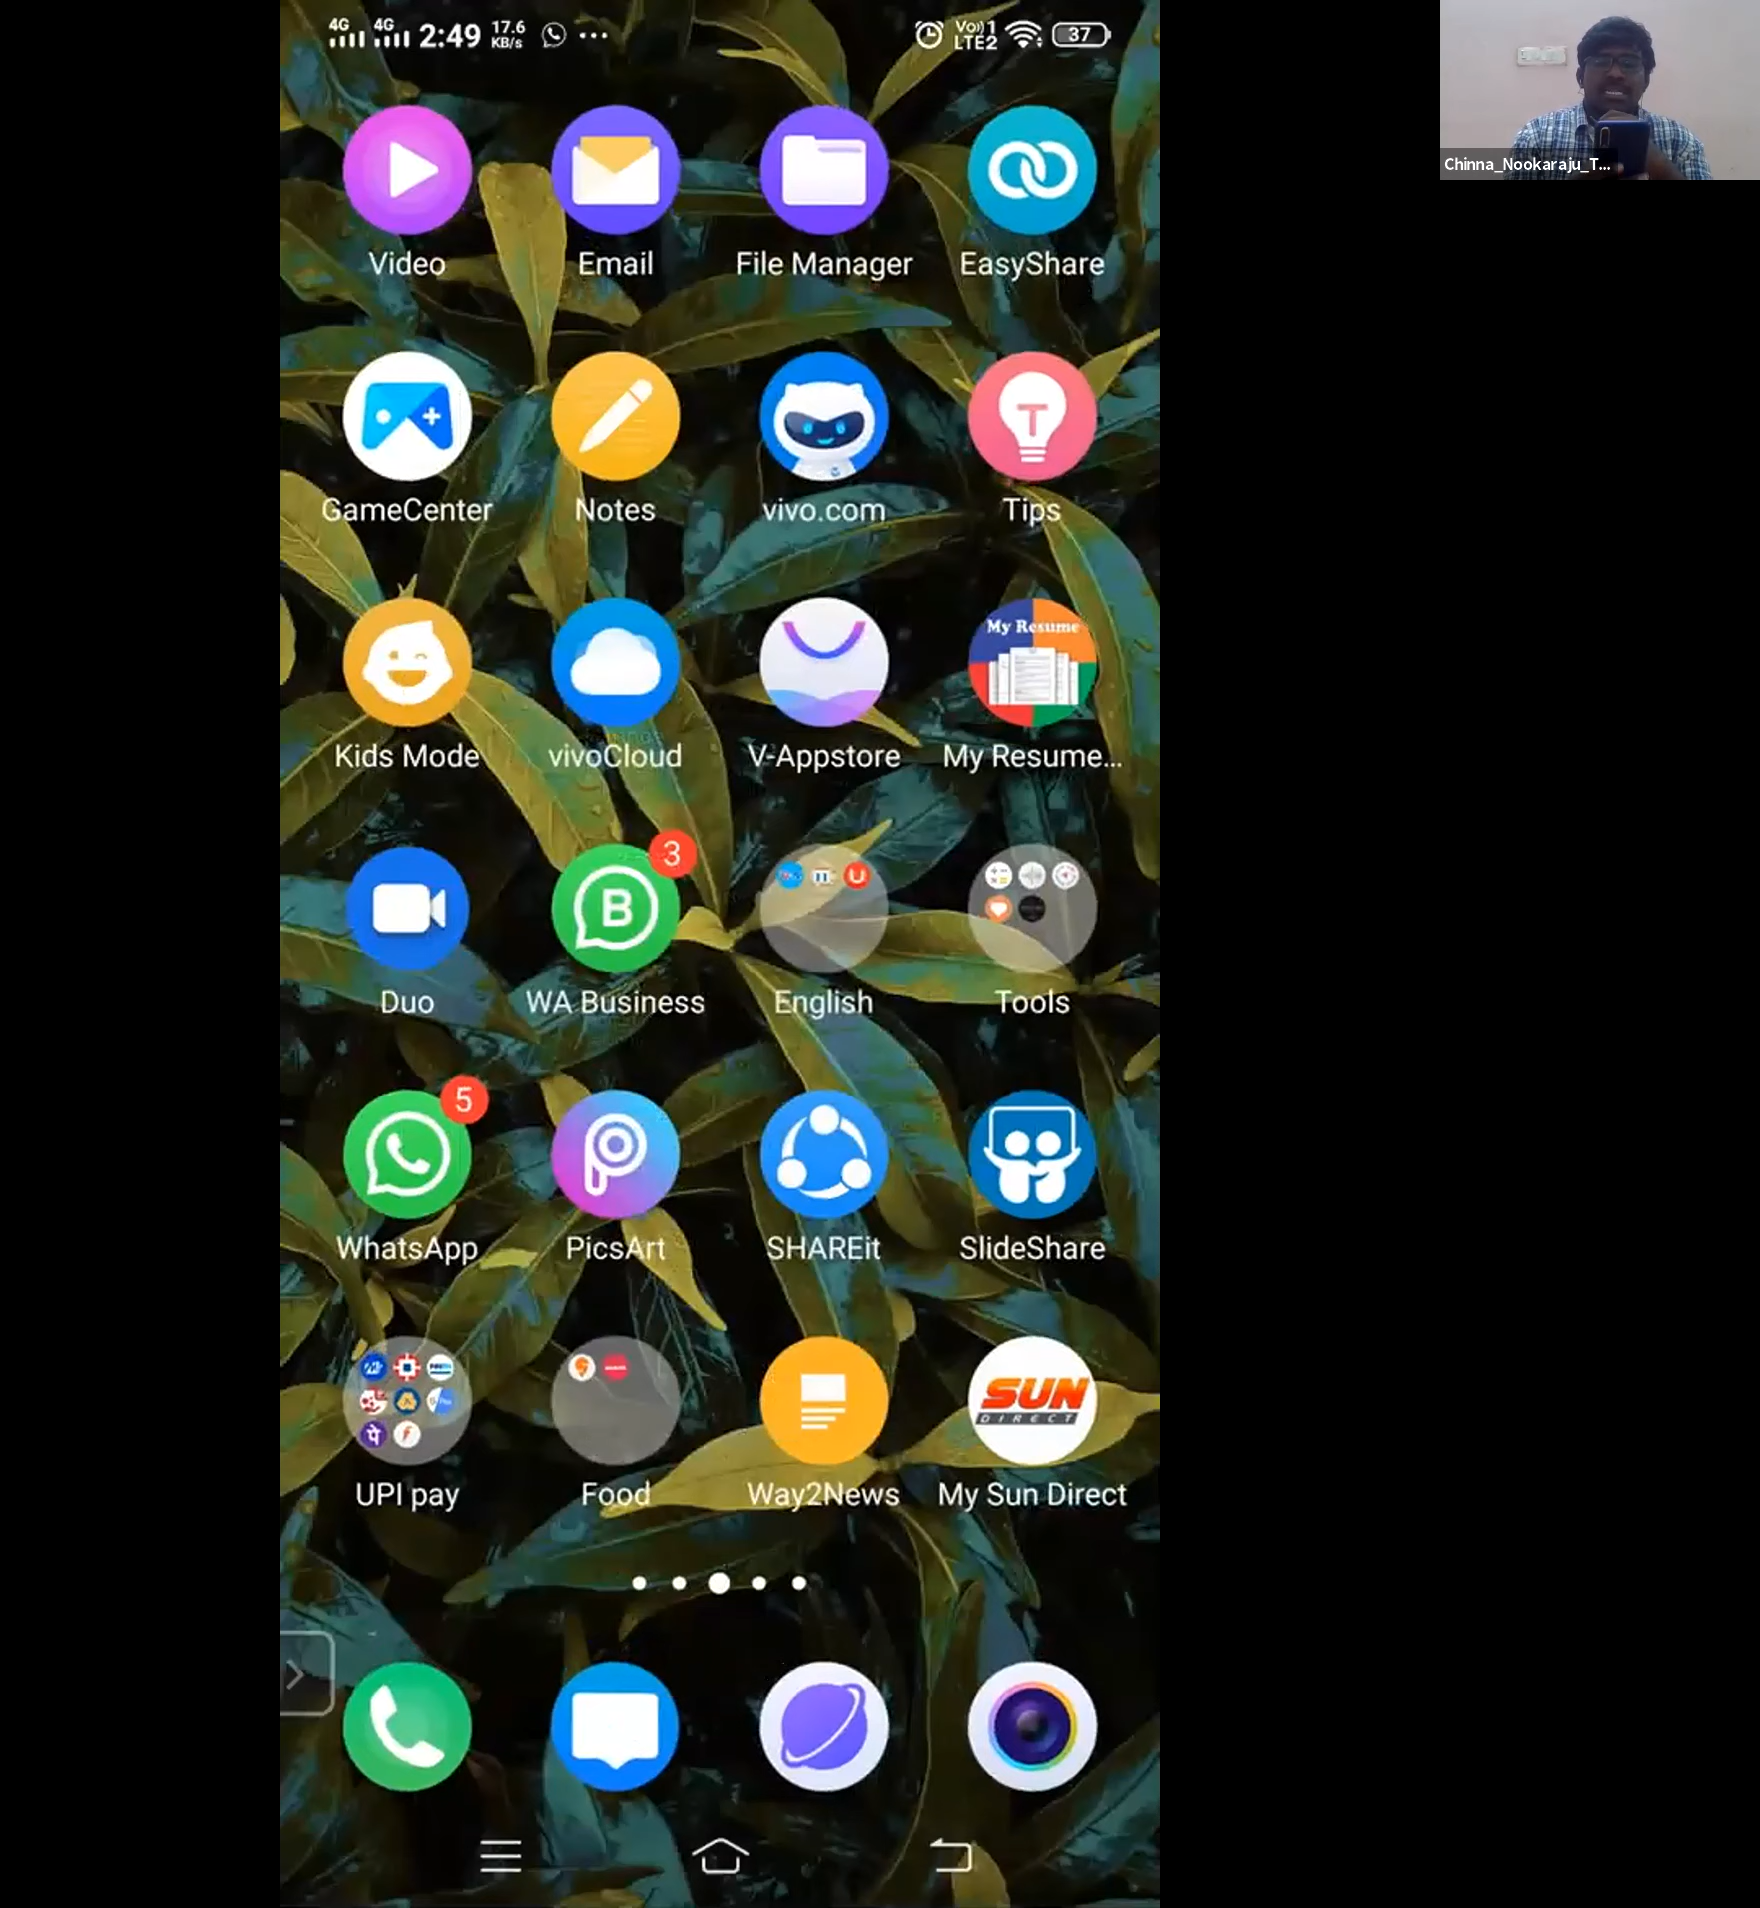 4G 4G 2:49 17.6 KB/s Vo)) 1 LTE2 37
Chinna_Nookaraju_T...
Video Email File Manager EasyShare
T
GameCenter Notes vivo.com Tips
My Resume
Kids Mode vivoCloud V-Appstore My Resume...
3
B
U
Duo WA Business English Tools
5
WhatsApp PicsArt SHAREit SlideShare
SUN
DIRECT
UPI pay Food Way2News My Sun Direct